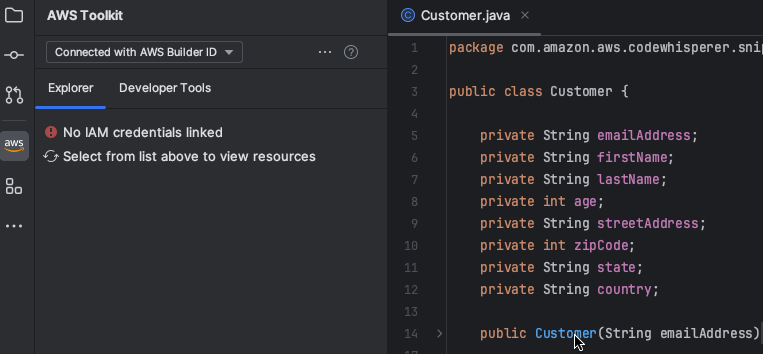 AWS Toolkit
Connected with AWS Builder ID
Explorer Developer Tools
No IAM credentials linked
Select from list above to view resources
aws
Customer.java
1 package com.amazon.aws.codewhisperer.snip
2
3 public class Customer {
4
5 private String emailAddress;
6 private String firstName;
7 private String lastName;
8 private int age;
9 private String streetAddress;
10 private int zipCode;
11 private String state;
12 private String country;
13
14 public Customer(String emailAddress)